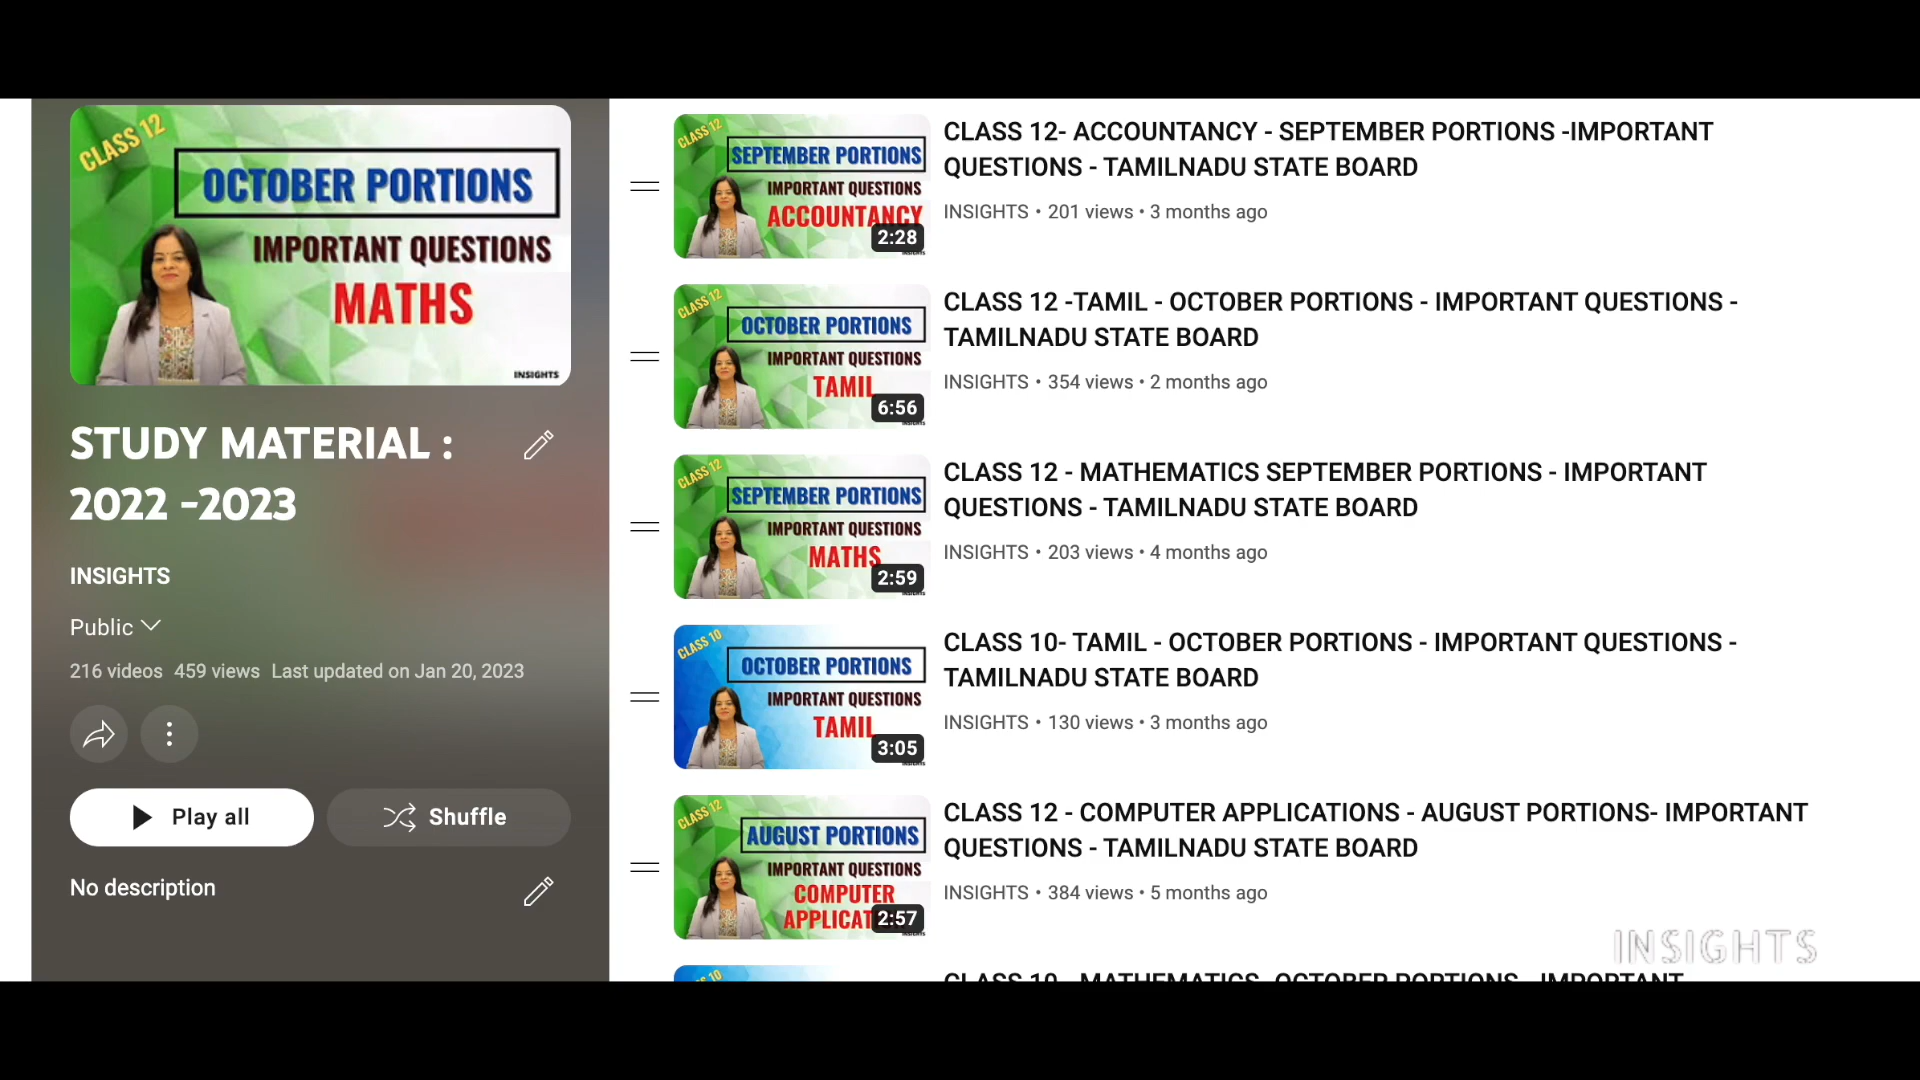 CLASS 12
OCTOBER PORTIONS
IMPORTANT QUESTIONS
MATHS
INSIGHTS
STUDY MATERIAL :
2022 -2023
INSIGHTS
Public
216 videos 459 views Last updated on Jan 20, 2023
Play all
Shuffle
No description
CLASS 12
SEPTEMBER PORTIONS
IMPORTANT QUESTIONS
ACCOUNTANCY
2:28
CLASS 12- ACCOUNTANCY - SEPTEMBER PORTIONS -IMPORTANT
QUESTIONS - TAMILNADU STATE BOARD
INSIGHTS • 201 views • 3 months ago
CLASS 12
OCTOBER PORTIONS
IMPORTANT QUESTIONS
TAMIL
6:56
CLASS 12 -TAMIL - OCTOBER PORTIONS - IMPORTANT QUESTIONS -
TAMILNADU STATE BOARD
INSIGHTS • 354 views • 2 months ago
CLASS 12
SEPTEMBER PORTIONS
IMPORTANT QUESTIONS
MATHS
2:59
CLASS 12 - MATHEMATICS SEPTEMBER PORTIONS - IMPORTANT
QUESTIONS - TAMILNADU STATE BOARD
INSIGHTS • 203 views • 4 months ago
CLASS 10
OCTOBER PORTIONS
IMPORTANT QUESTIONS
TAMIL
3:05
CLASS 10- TAMIL - OCTOBER PORTIONS - IMPORTANT QUESTIONS -
TAMILNADU STATE BOARD
INSIGHTS • 130 views • 3 months ago
CLASS 12
AUGUST PORTIONS
IMPORTANT QUESTIONS
COMPUTER
APPLICAT
2:57
CLASS 12 - COMPUTER APPLICATIONS - AUGUST PORTIONS- IMPORTANT
QUESTIONS - TAMILNADU STATE BOARD
INSIGHTS • 384 views • 5 months ago
INSIGHTS
CLASS 10 - MATHEMATICS- OCTOBER PORTIONS - IMPORTANT